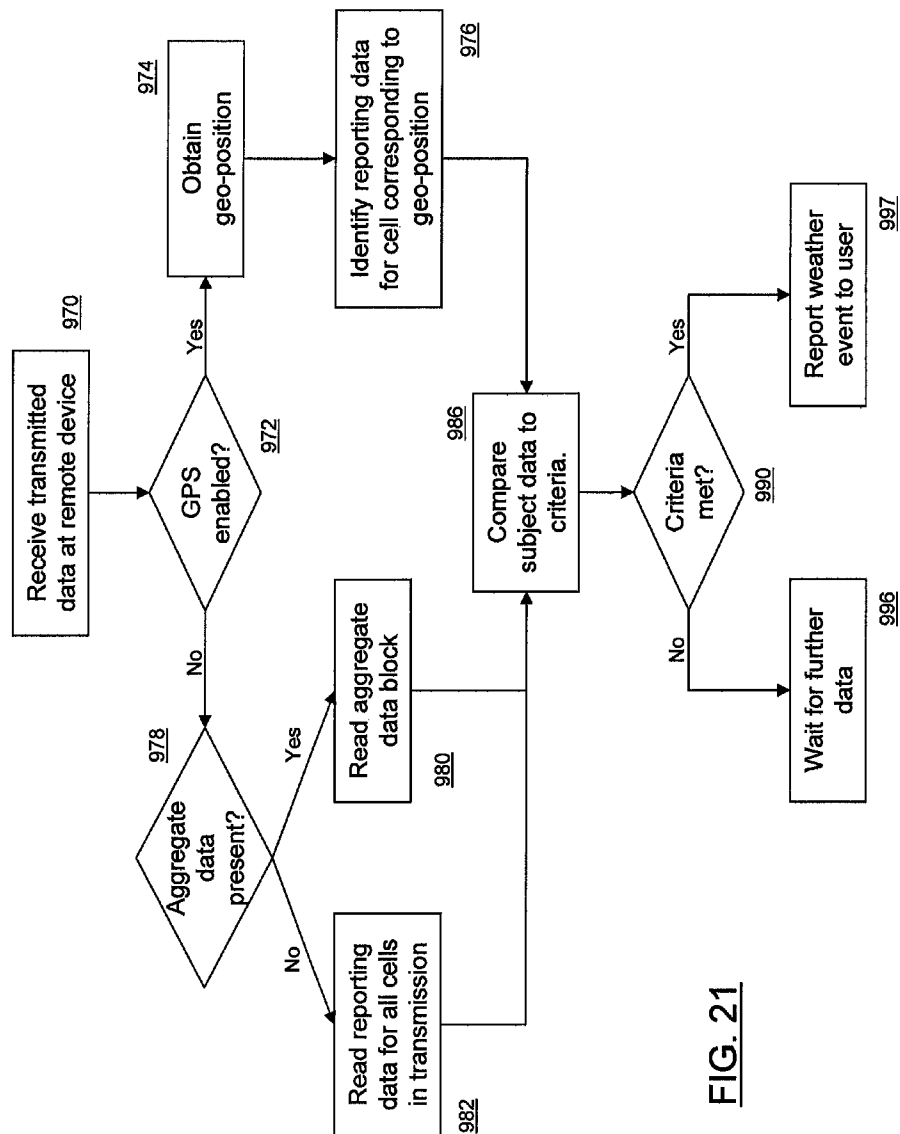 Receive transmitted
data at remote device
970
GPS
enabled?
972
Yes
No
Obtain
geo-position
974
Identify reporting data
for cell corresponding to
geo-position
976
Aggregate
data
present?
978
Yes
No
Read aggregate
data block
980
Read reporting
data for all cells
in transmission
982
Compare
subject data to
criteria.
986
Criteria
met?
990
No
Yes
Wait for further
data
996
Report weather
event to user
997
FIG. 21